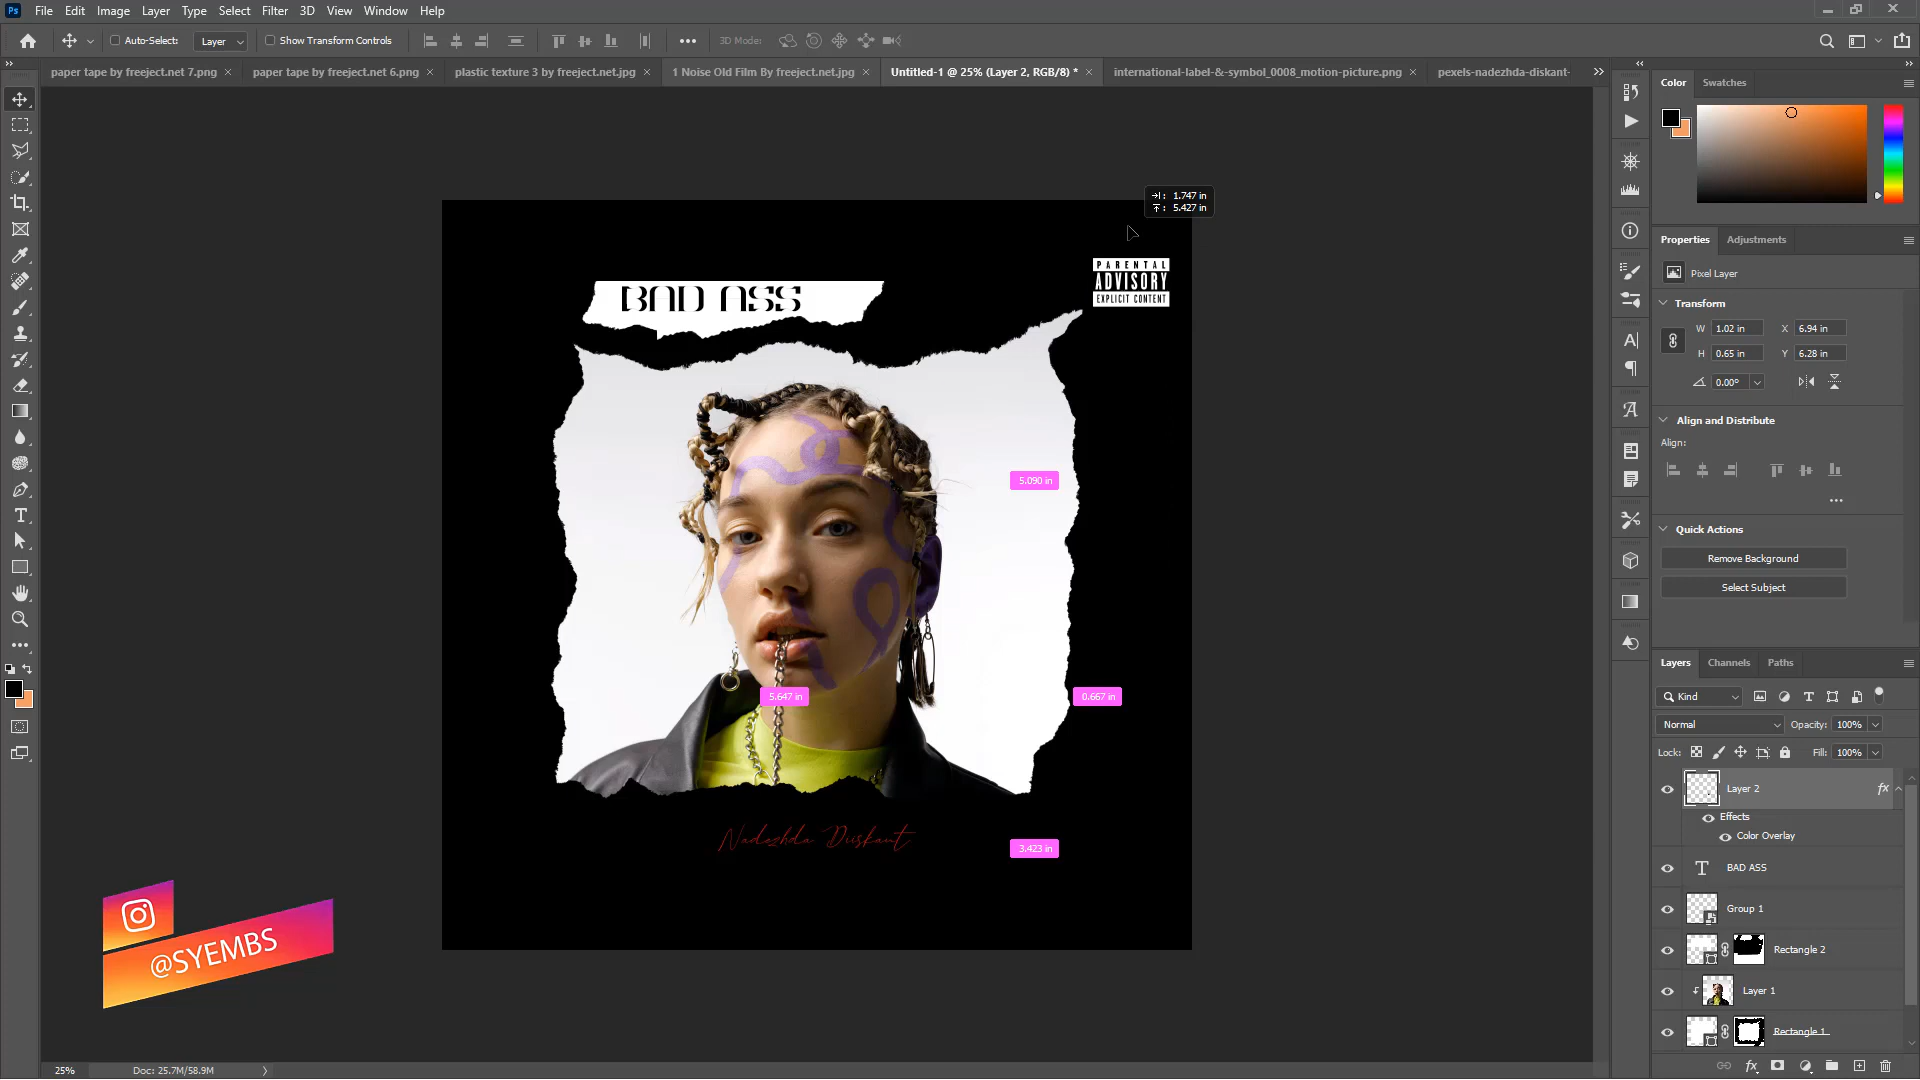 Ps File Edit Image Layer Type Select Filter 3D View Window Help
Auto-Select: Layer Show Transform Controls 3D Mode:
paper tape by freeject.net 7.png paper tape by freeject.net 6.png plastic texture 3 by freeject.net.jpg 1 Noise Old Film By freeject.net.jpg Untitled-1 @ 25% (Layer 2, RGB/8) * international-label-&-symbol_0008_motion-picture.png pexels-nadezhda-diskant-
Color Swatches
1.747 in
5.427 in
PARENTAL
ADVISORY
EXPLICIT CONTENT
BAD ASS
5.090 in
5.647 in
0.667 in
3.423 in
Nadezhda Diskant
@SYEMBS
Properties Adjustments
Pixel Layer
Transform
W 1.02 in X 6.94 in
H 0.65 in Y 6.28 in
0.00°
Align and Distribute
Align:
Quick Actions
Remove Background
Select Subject
Layers Channels Paths
Kind
Normal Opacity: 100%
Lock: Fill: 100%
Layer 2 fx
Effects
Color Overlay
BAD ASS
Group 1
Rectangle 2
Layer 1
Rectangle 1
25% Doc: 25.7M/58.9M